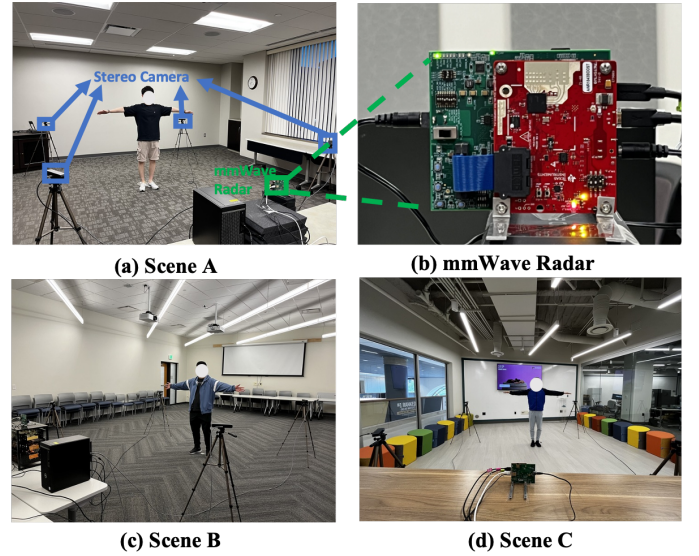 Stereo Camera
mmWave
Radar
(a) Scene A
(b) mmWave Radar
(c) Scene B
(d) Scene C